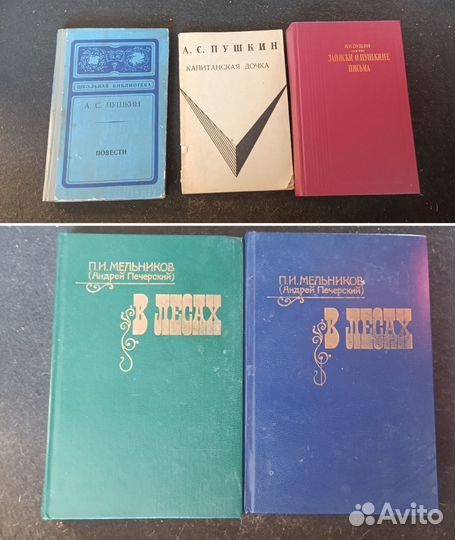 ШКОЛЬНАЯ БИБЛИОТЕКА
А. С. ПУШКИН
ПОВЕСТИ
А. С. ПУШКИН
КАПИТАНСКАЯ ДОЧКА
И.И. ПУЩИН
ЗАПИСКИ О ПУШКИНЕ
ПИСЬМА
П.И. МЕЛЬНИКОВ
(Андрей Печерский)
В ЛЕСАХ
П.И. МЕЛЬНИКОВ
(Андрей Печерский)
В ЛЕСАХ
Avito